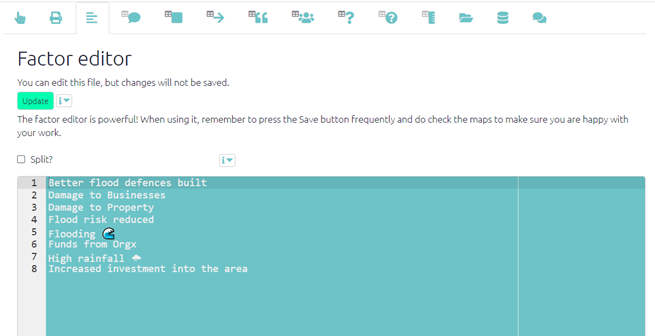 Factor editor
You can edit this file, but changes will not be saved.
Update
The factor editor is powerful! When using it, remember to press the Save button frequently and do check the maps to make sure you are happy with
your work.
Split?
1 Better flood defences built
2 Damage to Businesses
3 Damage to Property
4 Flood risk reduced
5 Flooding 🌊
6 Funds from Orgx
7 High rainfall 🌧
8 Increased investment into the area